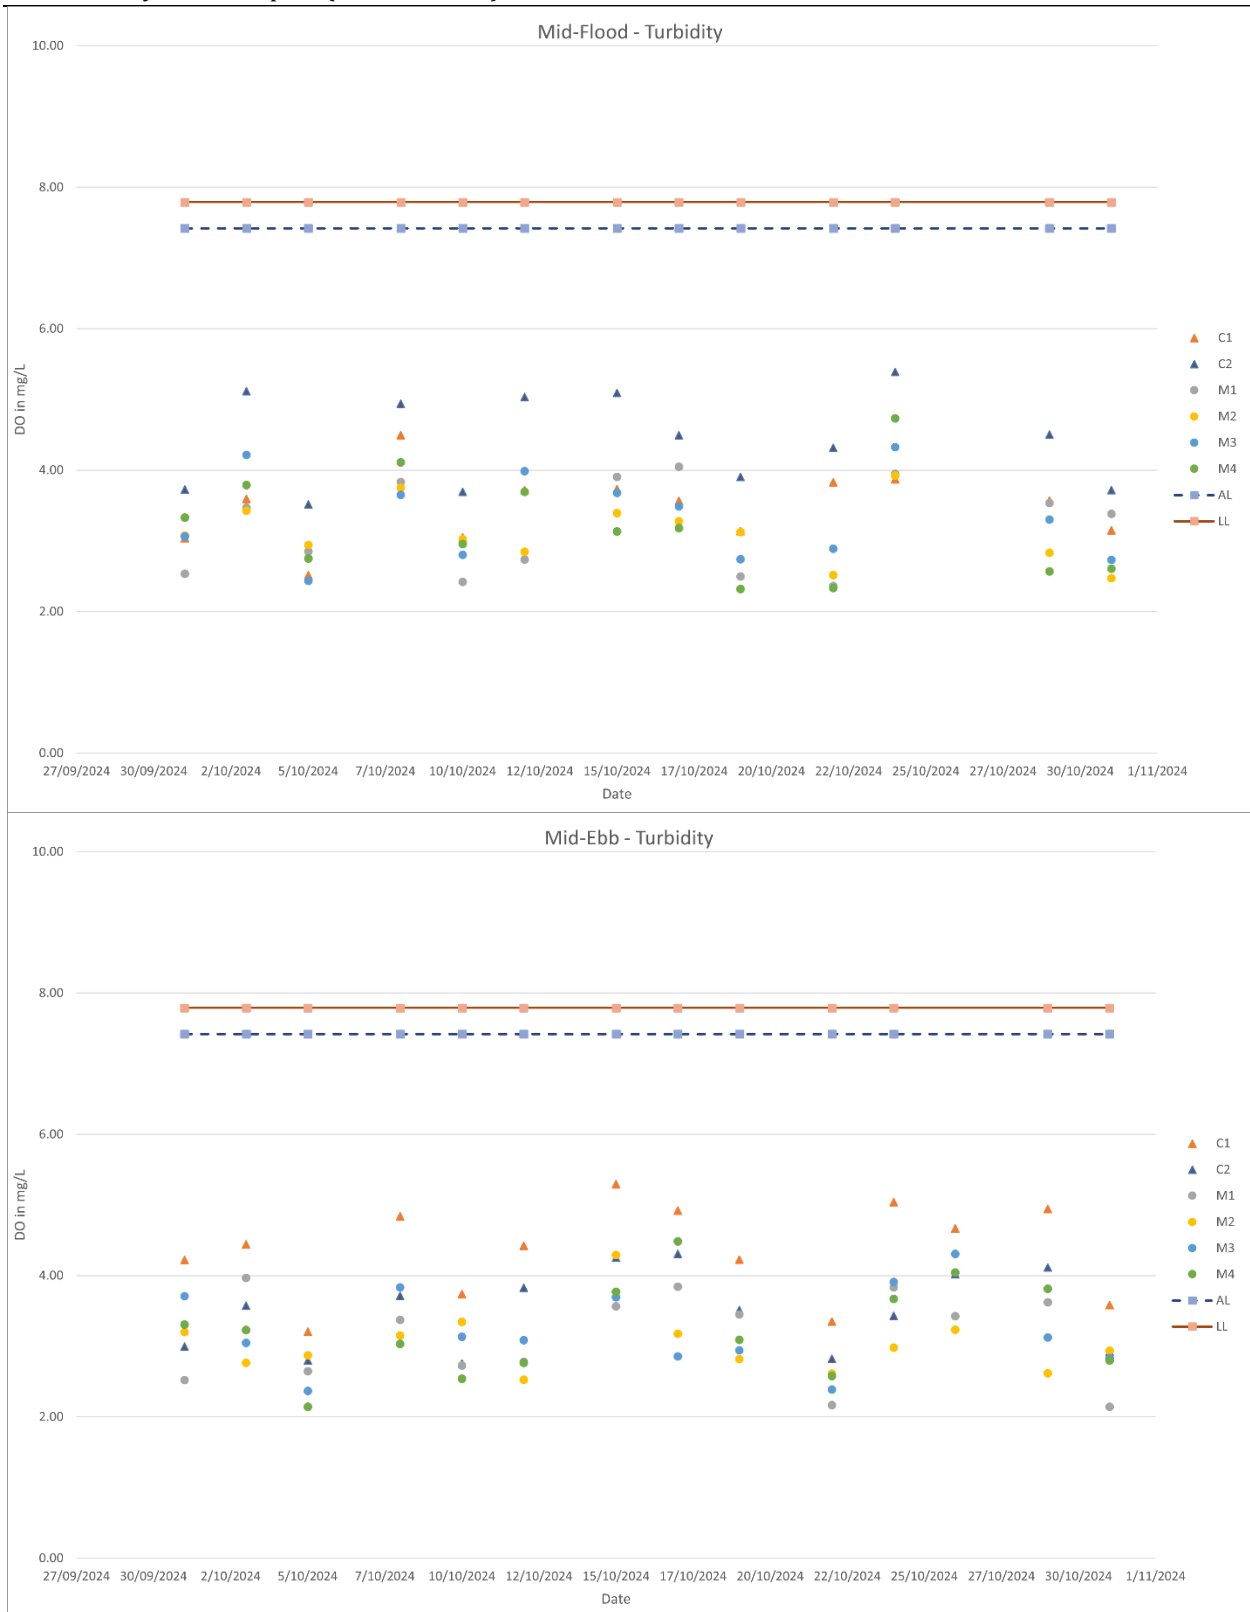 Mid-Flood - Turbidity
10.00
8.00
6.00
4.00
2.00
0.00
DO in mg/L
27/09/2024 30/09/2024 2/10/2024 5/10/2024 7/10/2024 10/10/2024 12/10/2024 15/10/2024 17/10/2024 20/10/2024 22/10/2024 25/10/2024 27/10/2024 30/10/2024 1/11/2024
Date
C1
C2
M1
M2
M3
M4
AL
LL
Mid-Ebb - Turbidity
10.00
8.00
6.00
4.00
2.00
0.00
DO in mg/L
27/09/2024 30/09/2024 2/10/2024 5/10/2024 7/10/2024 10/10/2024 12/10/2024 15/10/2024 17/10/2024 20/10/2024 22/10/2024 25/10/2024 27/10/2024 30/10/2024 1/11/2024
Date
C1
C2
M1
M2
M3
M4
AL
LL